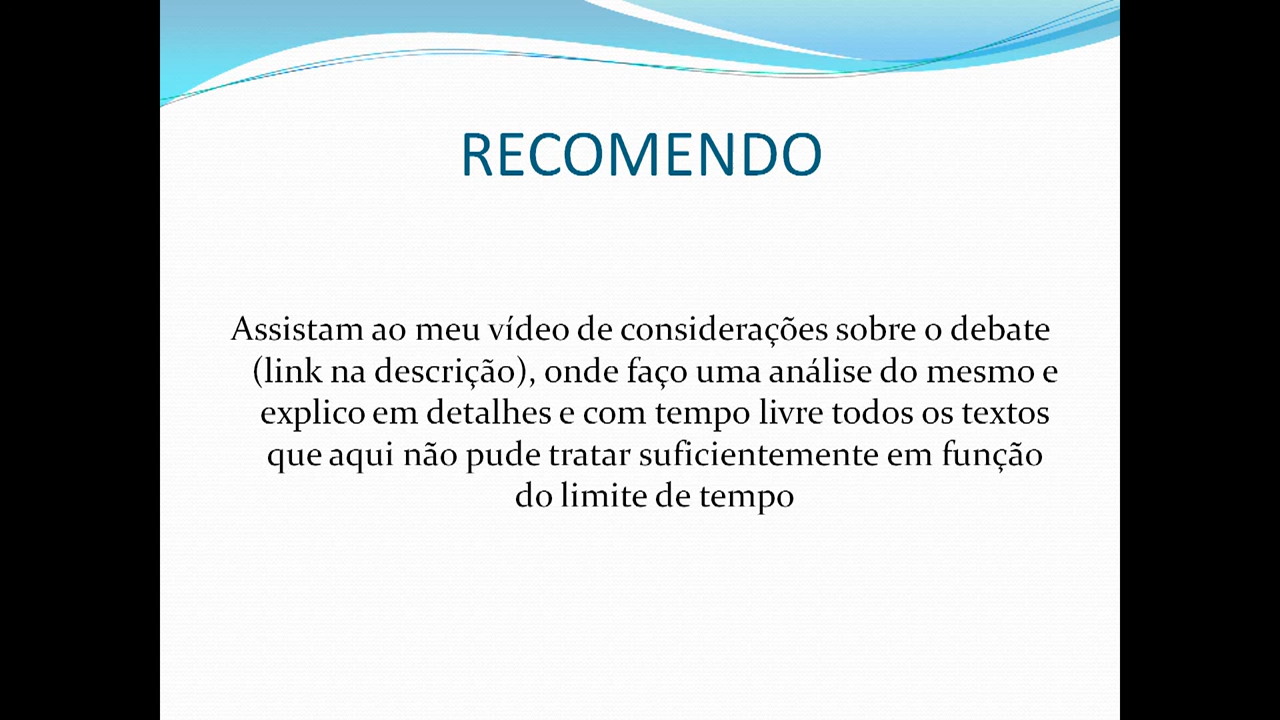 RECOMENDO
Assistam ao meu vídeo de considerações sobre o debate
(link na descrição), onde faço uma análise do mesmo e
explico em detalhes e com tempo livre todos os textos
que aqui não pude tratar suficientemente em função
do limite de tempo